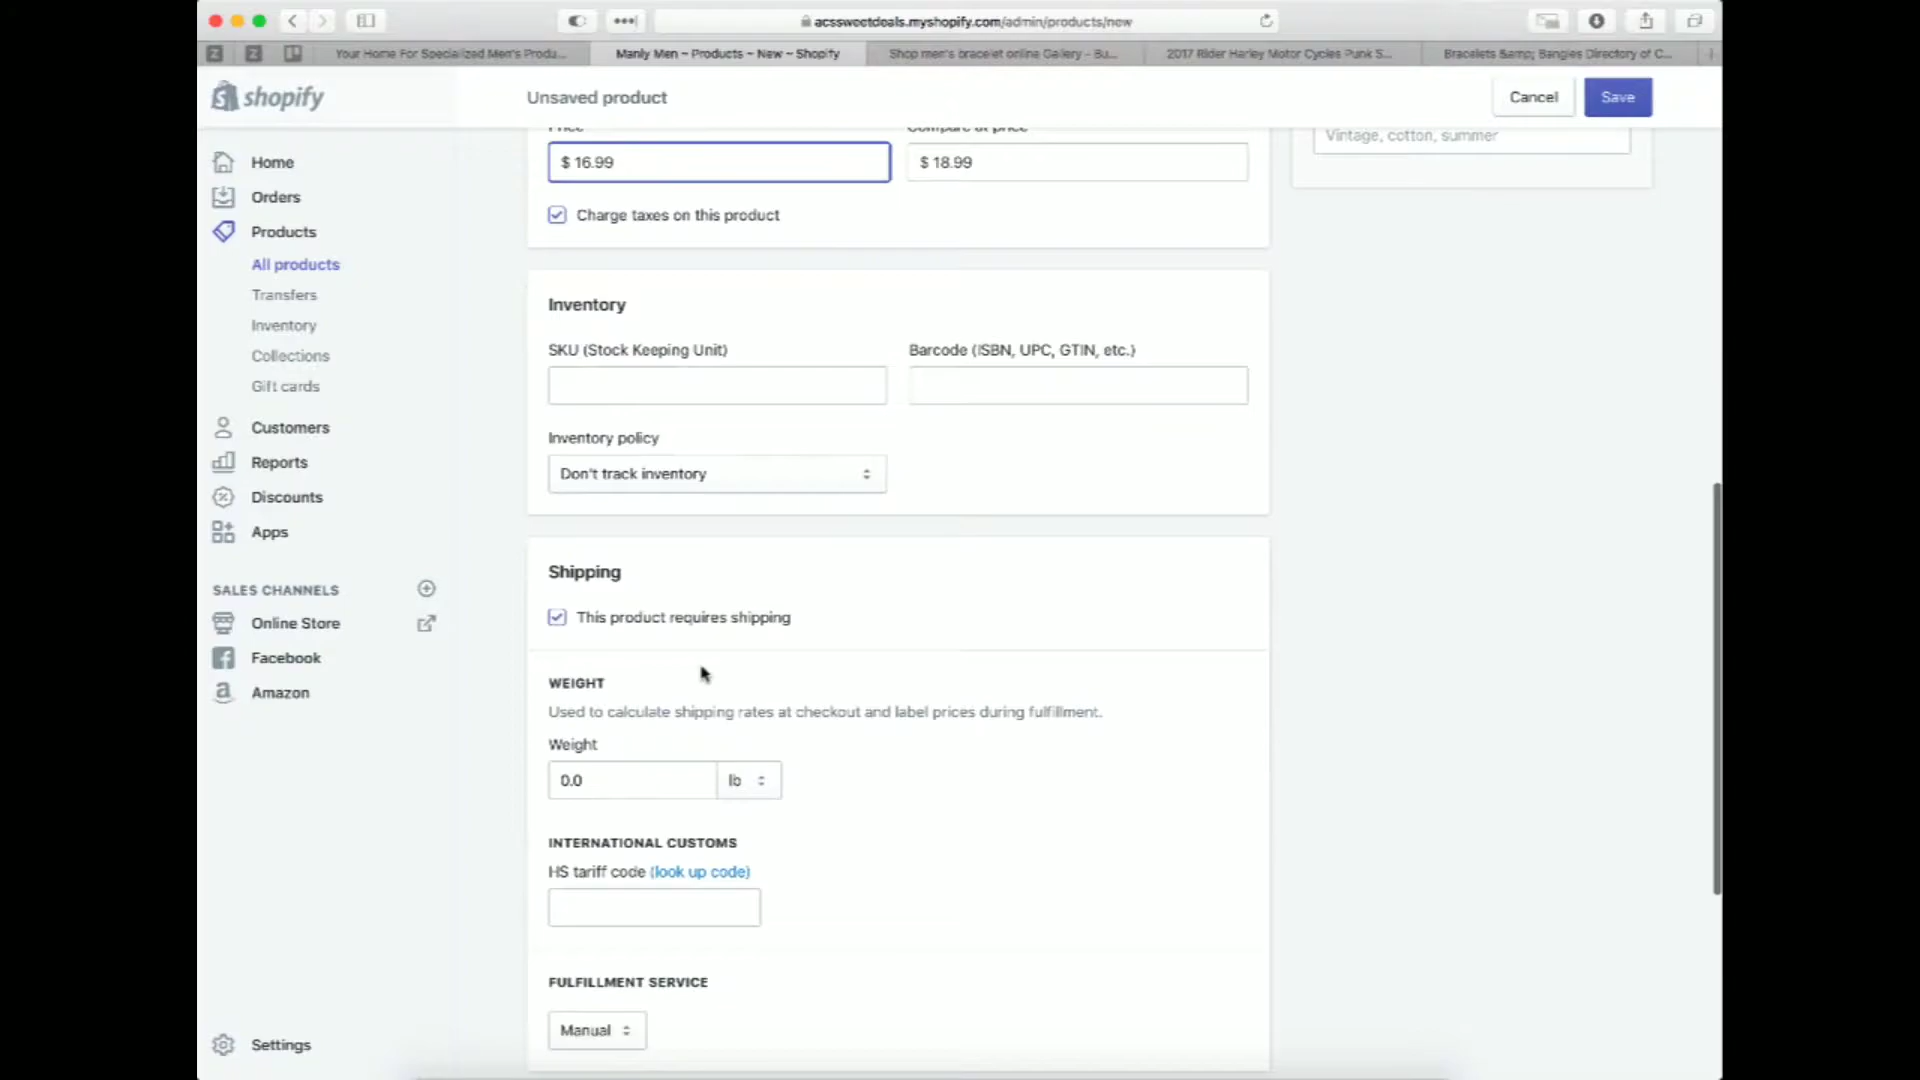 acssweetdeals.myshopify.com/admin/products/new
Your Home For Specialized Men's Produ...
Manly Men ~ Products ~ New ~ Shopify
Shop men's bracelet online Gallery - Bu...
2017 Rider Harley Motor Cycles Punk S...
Bracelets &amp; Bangles Directory of C...
shopify
Unsaved product
Cancel
Save
Price
Compare at price
Vintage, cotton, summer
$ 16.99
$ 18.99
Charge taxes on this product
Home
Orders
Products
All products
Transfers
Inventory
Collections
Gift cards
Customers
Reports
Discounts
Apps
SALES CHANNELS
Online Store
Facebook
Amazon
Settings
Inventory
SKU (Stock Keeping Unit)
Barcode (ISBN, UPC, GTIN, etc.)
Inventory policy
Don't track inventory
Shipping
This product requires shipping
WEIGHT
Used to calculate shipping rates at checkout and label prices during fulfillment.
Weight
0.0
lb
INTERNATIONAL CUSTOMS
HS tariff code (look up code)
FULFILLMENT SERVICE
Manual